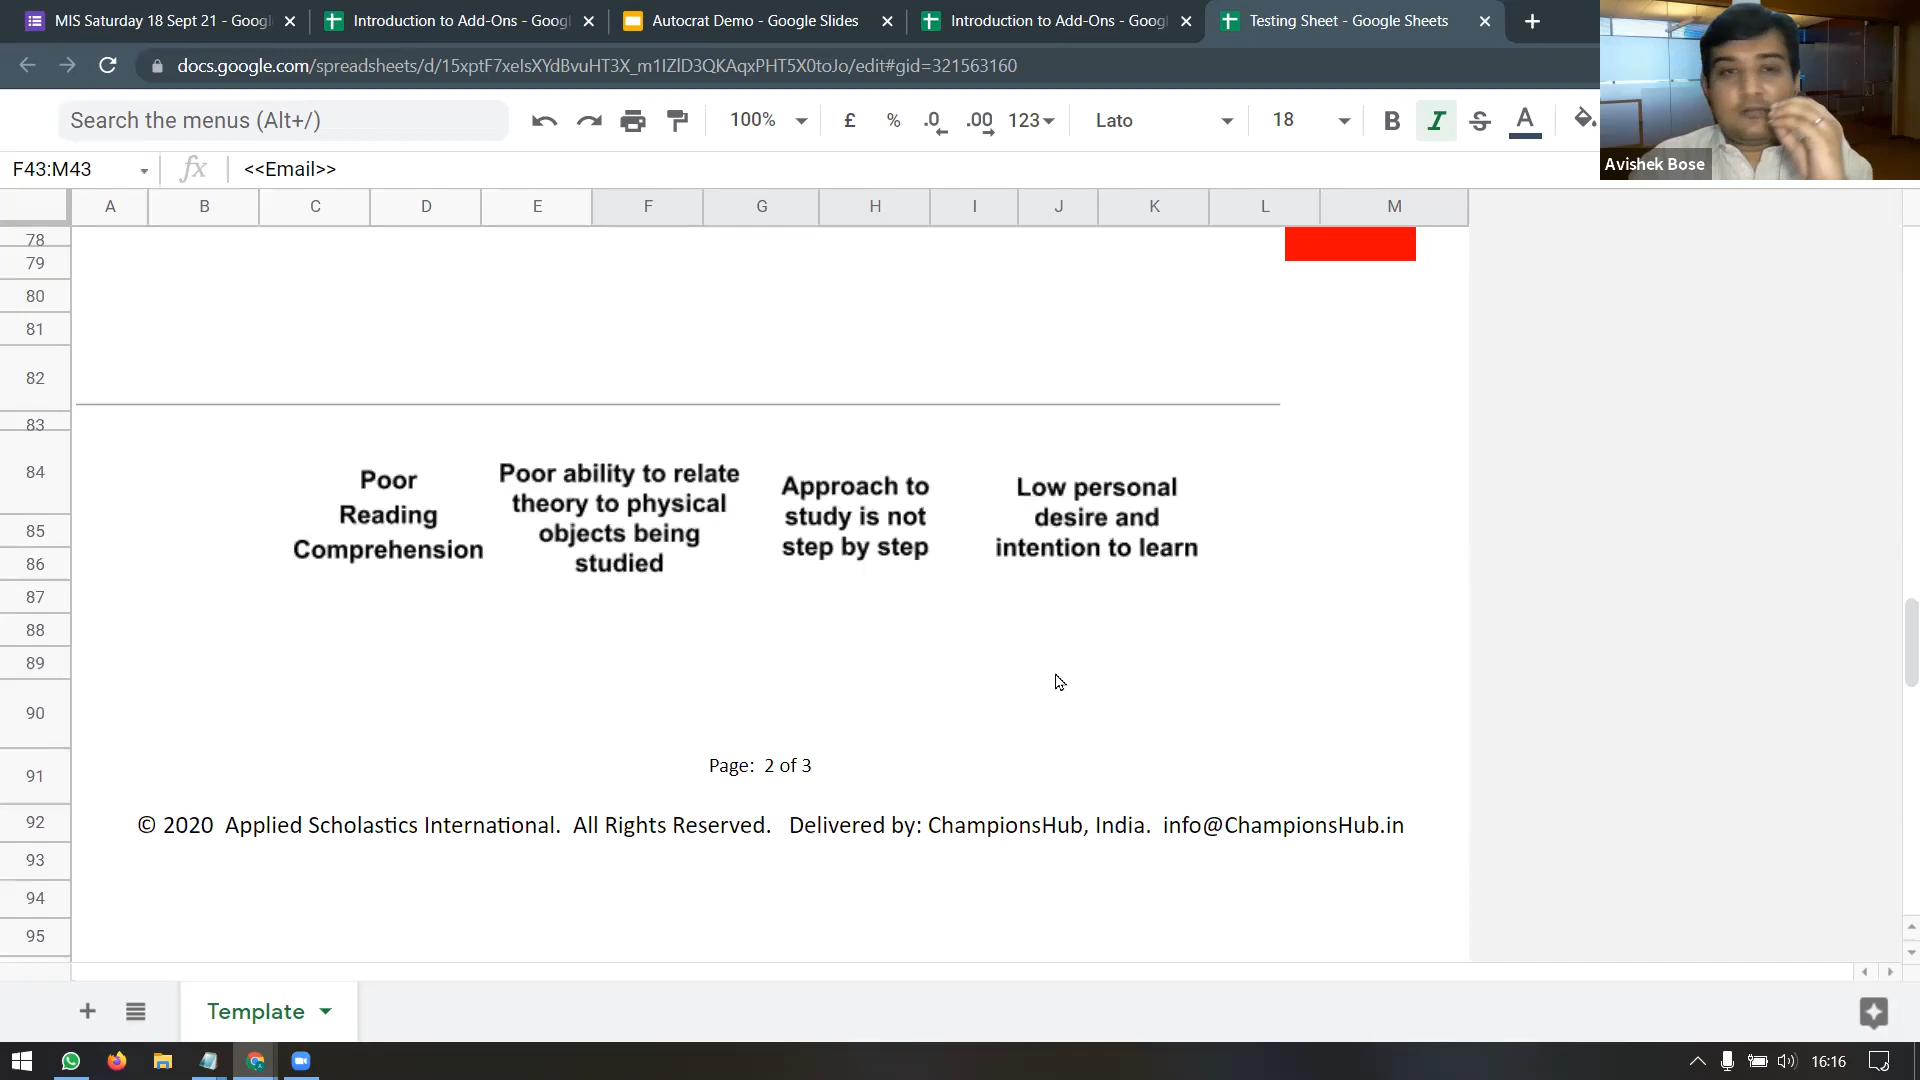 MIS Saturday 18 Sept 21 - Googl
Introduction to Add-Ons - Googl
Autocrat Demo - Google Slides
Introduction to Add-Ons - Googl
Testing Sheet - Google Sheets
docs.google.com/spreadsheets/d/15xptF7xeIsXYdBvuHT3X_m1IZlD3QKAqxPHT5X0toJo/edit#gid=321563160
Search the menus (Alt+/)
100%
£
%
.0
.00
123
Lato
18
B
I
S
A
Avishek Bose
F43:M43
fx
<<Email>>
A B C D E F G H I J K L M
78
79
80
81
82
83
84
85
86
87
88
89
90
91
92
93
94
95
Poor
Reading
Comprehension
Poor ability to relate
theory to physical
objects being
studied
Approach to
study is not
step by step
Low personal
desire and
intention to learn
Page: 2 of 3
© 2020 Applied Scholastics International. All Rights Reserved. Delivered by: ChampionsHub, India. info@ChampionsHub.in
Template
16:16